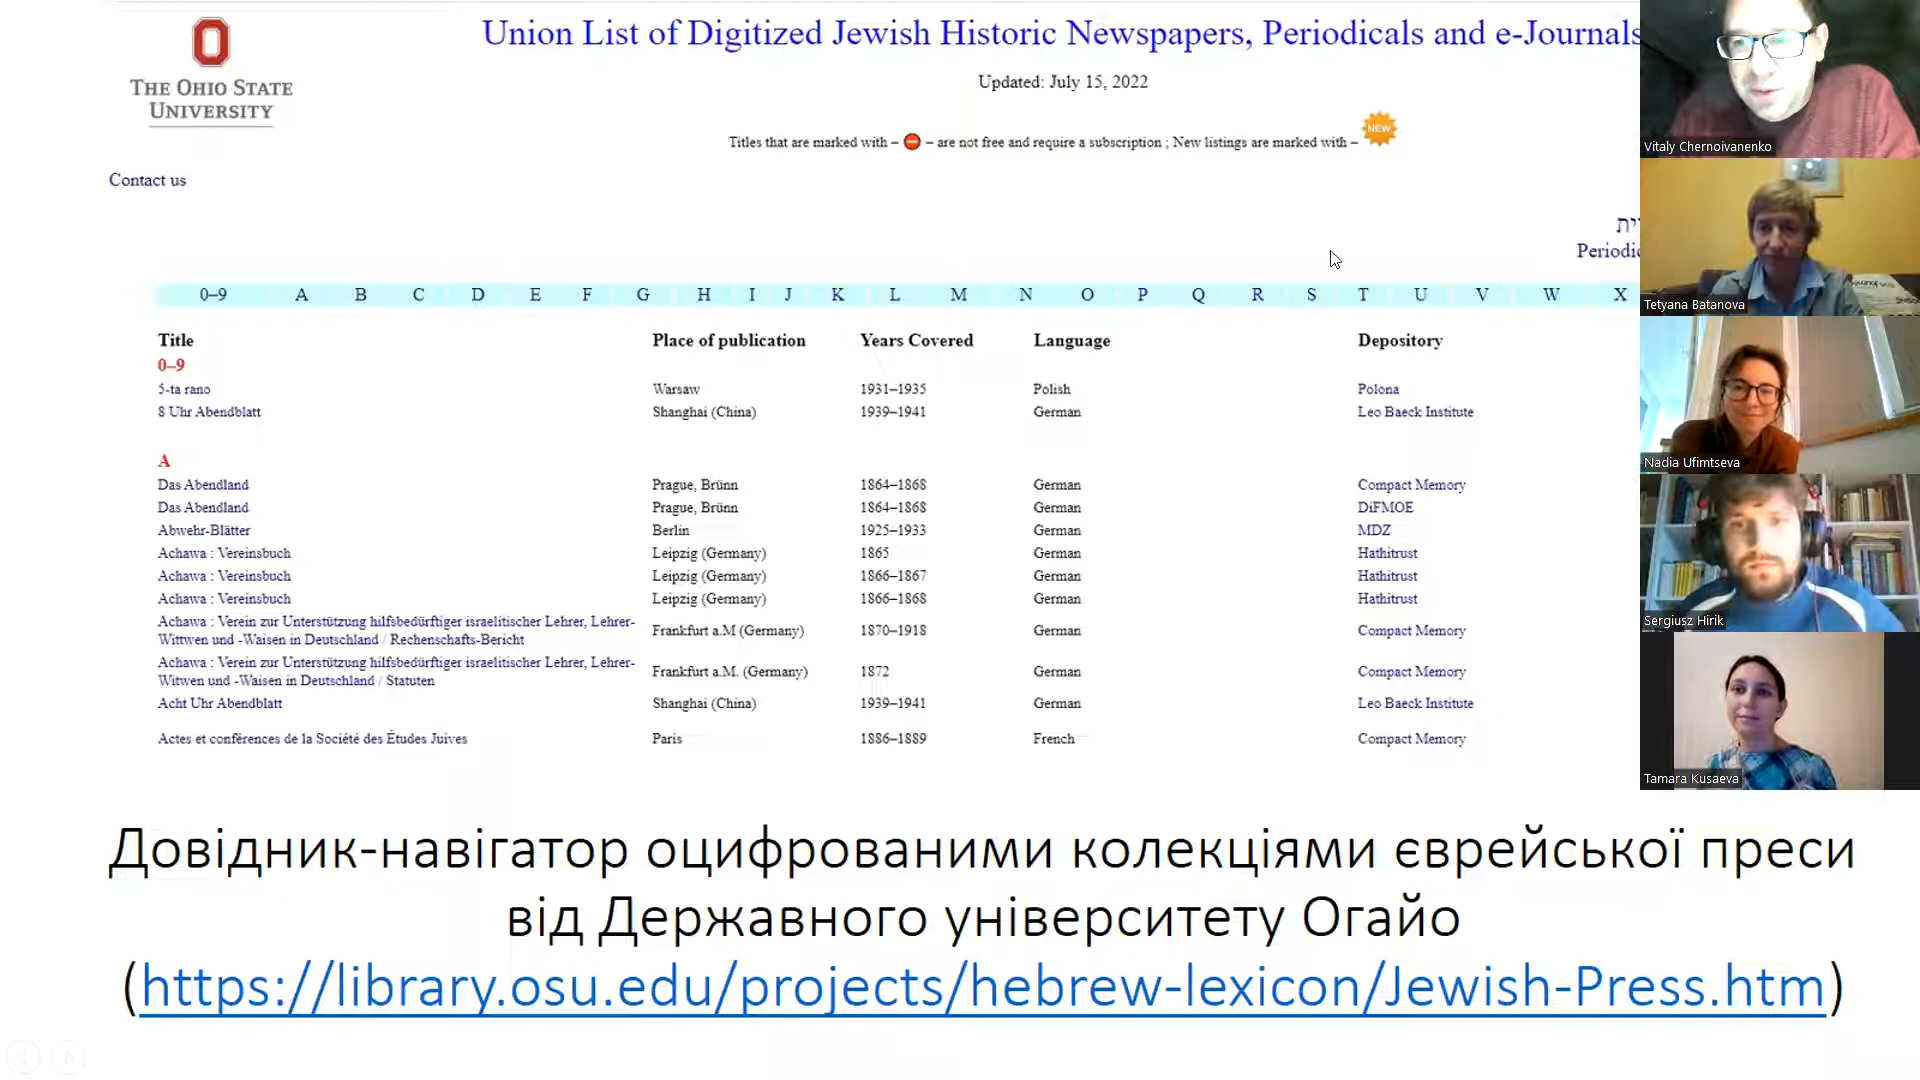 Union List of Digitized Jewish Historic Newspapers, Periodicals and e-Journals
THE OHIO STATE
UNIVERSITY
Updated: July 15, 2022
Titles that are marked with – – are not free and require a subscription ; New listings are marked with – NEW
Contact us
0–9 A B C D E F G H I J K L M N O P Q R S T U V W X
Title Place of publication Years Covered Language Depository
0–9
5-ta rano Warsaw 1931–1935 Polish Polona
8 Uhr Abendblatt Shanghai (China) 1939–1941 German Leo Baeck Institute
A
Das Abendland Prague, Brünn 1864–1868 German Compact Memory
Das Abendland Prague, Brünn 1864–1868 German DiFMOE
Abwehr-Blätter Berlin 1925–1933 German MDZ
Achawa : Vereinsbuch Leipzig (Germany) 1865 German Hathitrust
Achawa : Vereinsbuch Leipzig (Germany) 1866–1867 German Hathitrust
Achawa : Vereinsbuch Leipzig (Germany) 1866–1868 German Hathitrust
Achawa : Verein zur Unterstützung hilfsbedürftiger israelitischer Lehrer, Lehrer-
Wittwen und -Waisen in Deutschland / Rechenschafts-Bericht Frankfurt a.M (Germany) 1870–1918 German Compact Memory
Achawa : Verein zur Unterstützung hilfsbedürftiger israelitischer Lehrer, Lehrer-
Witwen und -Waisen in Deutschland / Statuten Frankfurt a.M. (Germany) 1872 German Compact Memory
Acht Uhr Abendblatt Shanghai (China) 1939–1941 German Leo Baeck Institute
Actes et conférences de la Société des Études Juives Paris 1886–1889 French Compact Memory
Довідник-навігатор оцифрованими колекціями єврейської преси
від Державного університету Огайо
(https://library.osu.edu/projects/hebrew-lexicon/Jewish-Press.htm)
Vitaly Chernoivanenko
Tetyana Batanova
Nadia Ufimtseva
Sergiusz Hirik
Tamara Kusaeva